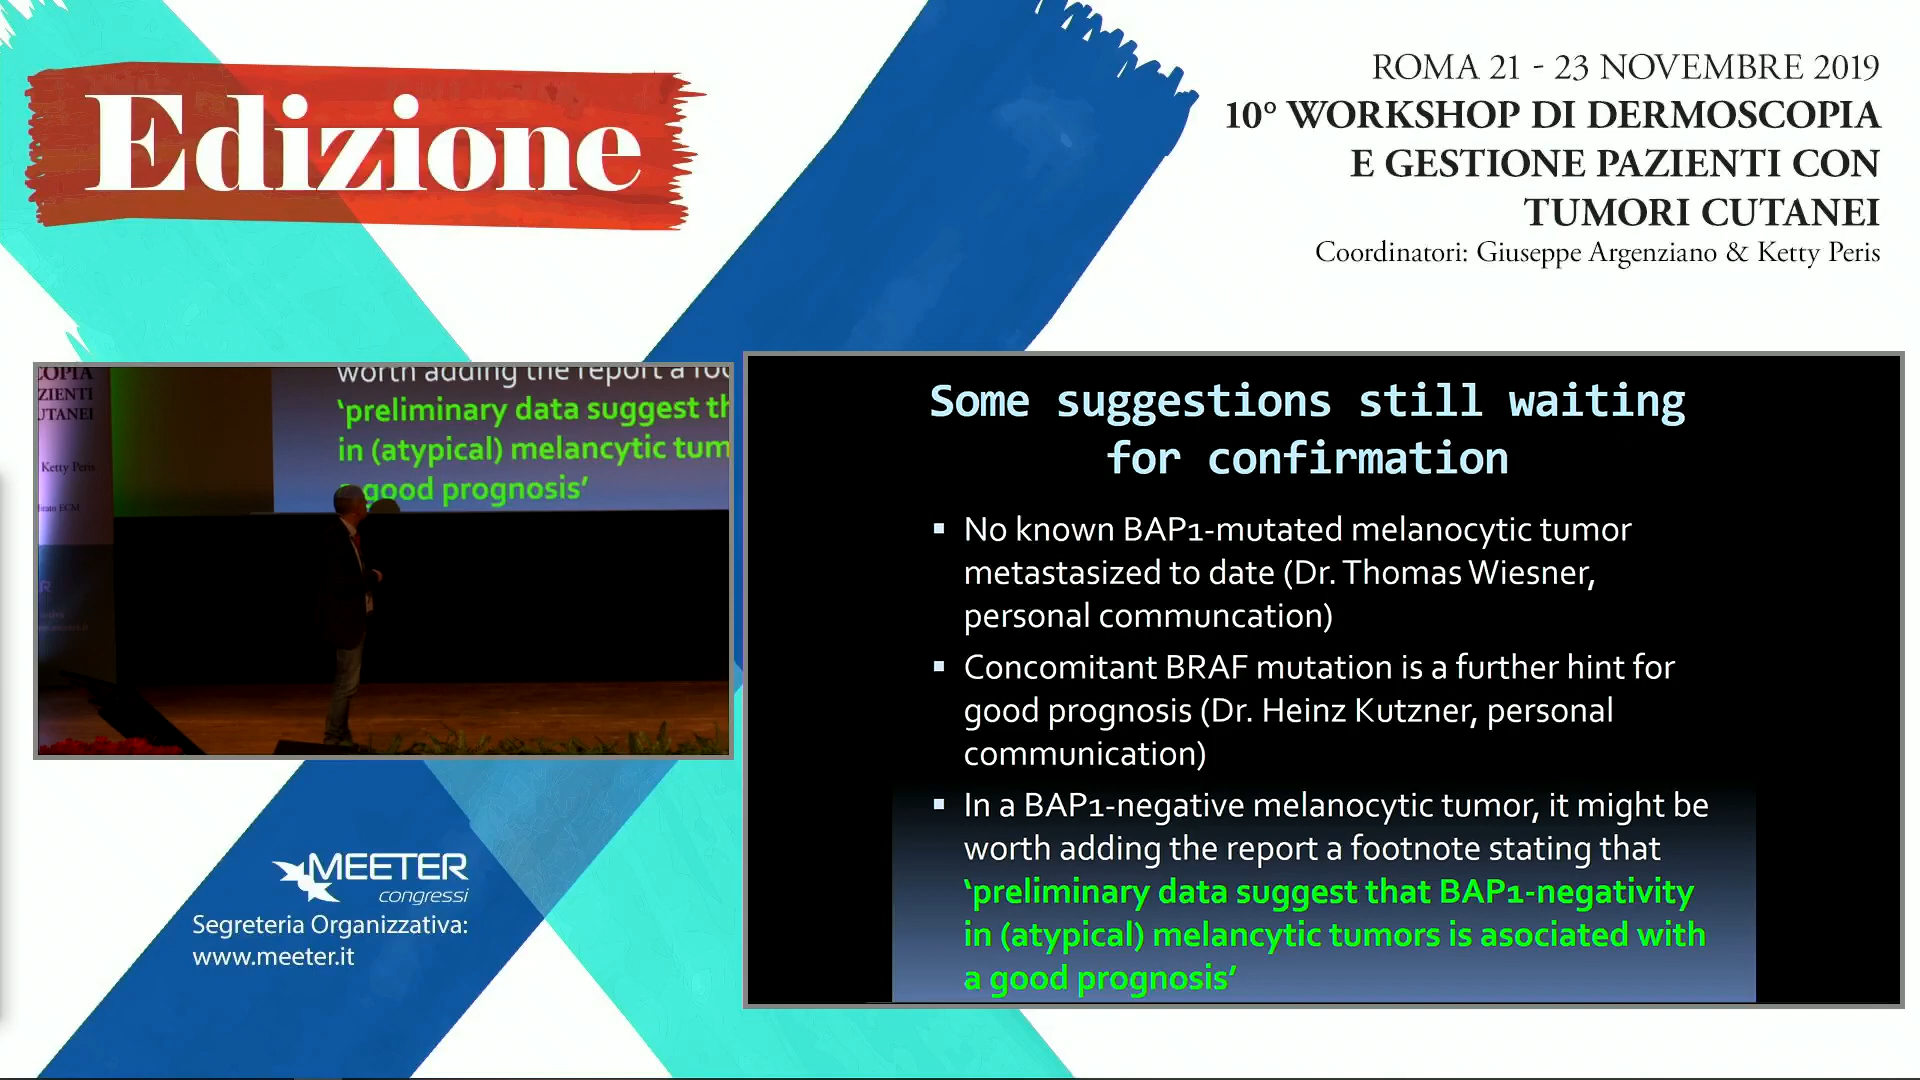 Edizione
ROMA 21 - 23 NOVEMBRE 2019
10° WORKSHOP DI DERMOSCOPIA
E GESTIONE PAZIENTI CON
TUMORI CUTANEI
Coordinatori: Giuseppe Argenziano & Ketty Peris
COPIA
ZIENTI
UTANEI
Ketty Peris
worth adding the report a foo
‘preliminary data suggest th
in (atypical) melancytic tum
good prognosis’
Some suggestions still waiting
for confirmation
▪ No known BAP1-mutated melanocytic tumor
metastasized to date (Dr. Thomas Wiesner,
personal communcation)
▪ Concomitant BRAF mutation is a further hint for
good prognosis (Dr. Heinz Kutzner, personal
communication)
▪ In a BAP1-negative melanocytic tumor, it might be
worth adding the report a footnote stating that
‘preliminary data suggest that BAP1-negativity
in (atypical) melancytic tumors is asociated with
a good prognosis’
MEETER
congressi
Segreteria Organizzativa:
www.meeter.it